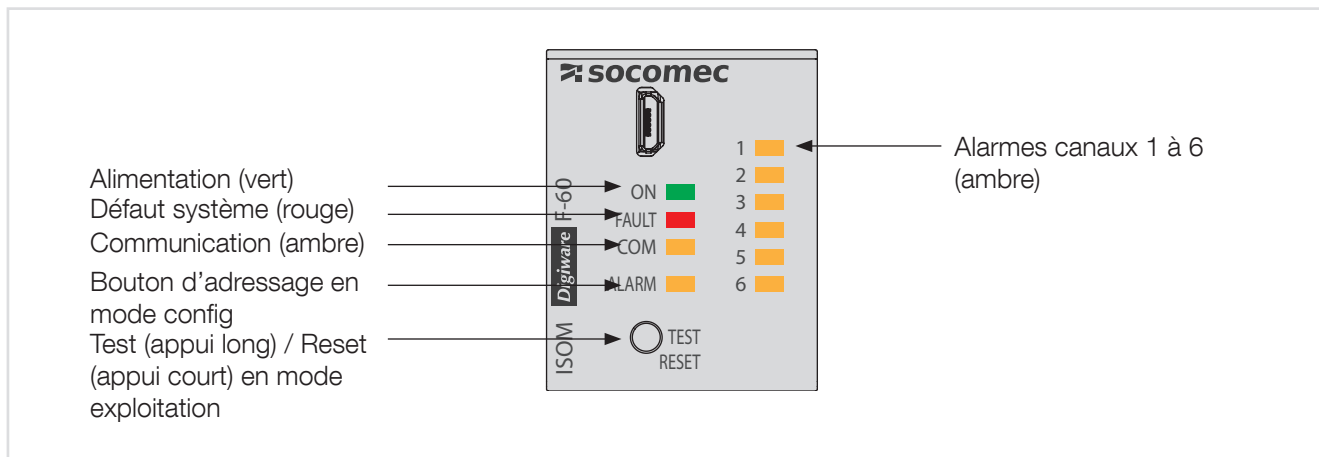 socomec
Alimentation (vert)
Défaut système (rouge)
Communication (ambre)
Bouton d’adressage en
mode config
Test (appui long) / Reset
(appui court) en mode
exploitation
ISOM Digiware F-60
ON
FAULT
COM
ALARM
TEST
RESET
1
2
3
4
5
6
Alarmes canaux 1 à 6
(ambre)